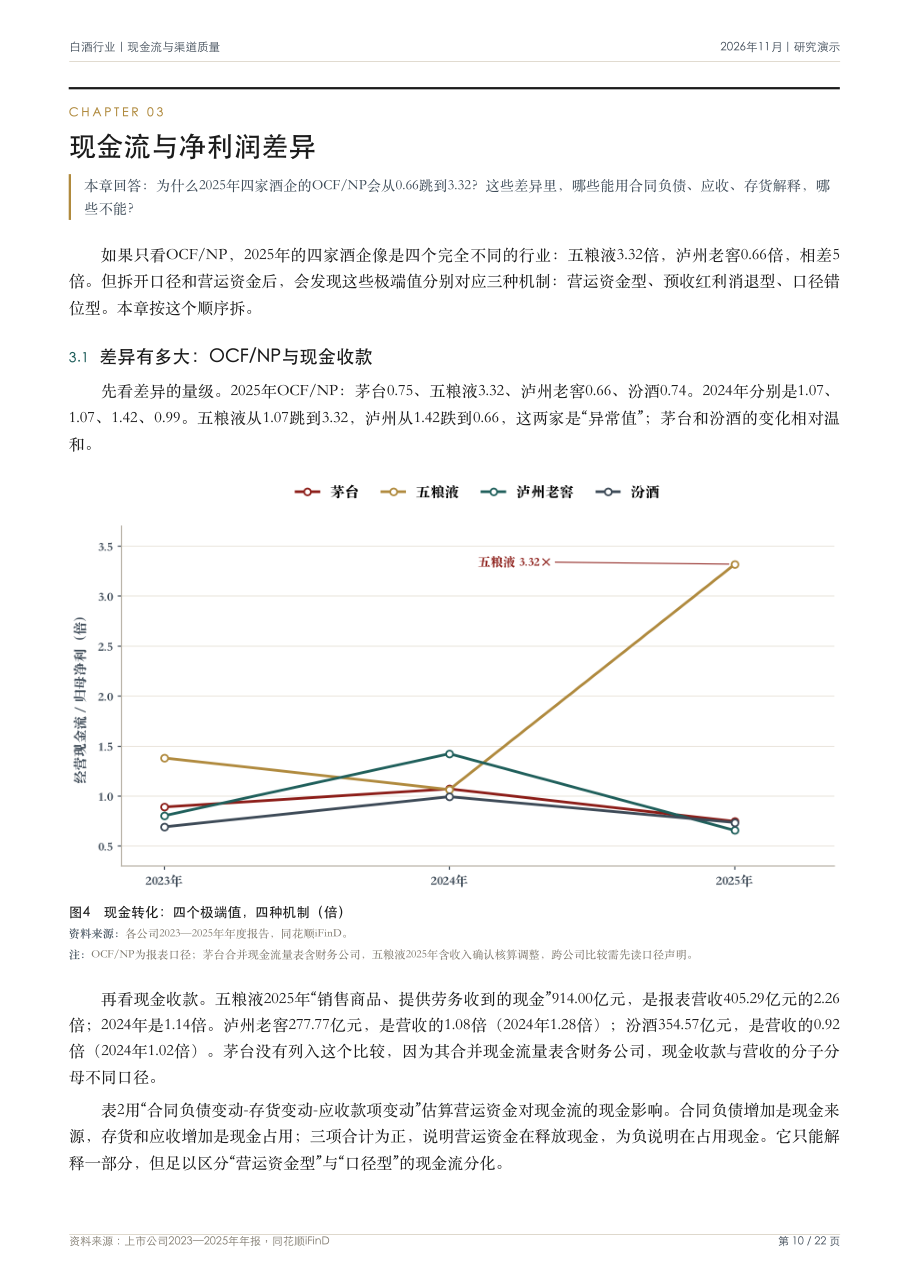 白酒行业丨现金流与渠道质量
2026年11月丨研究演示
CHAPTER 03
现金流与净利润差异
本章回答：为什么2025年四家酒企的OCF/NP会从0.66跳到3.32？这些差异里，哪些能用合同负债、应收、存货解释，哪
些不能？
如果只看OCF/NP，2025年的四家酒企像是四个完全不同的行业：五粮液3.32倍，泸州老窖0.66倍，相差5
倍。但拆开口径和营运资金后，会发现这些极端值分别对应三种机制：营运资金型、预收红利消退型、口径错
位型。本章按这个顺序拆。
3.1 差异有多大：OCF/NP与现金收款
先看差异的量级。2025年OCF/NP：茅台0.75、五粮液3.32、泸州老窖0.66、汾酒0.74。2024年分别是1.07、
1.07、1.42、0.99。五粮液从1.07跳到3.32，泸州从1.42跌到0.66，这两家是“异常值”；茅台和汾酒的变化相对温
和。
茅台 五粮液 泸州老窖 汾酒
经营现金流 / 归母净利（倍）
3.5
3.0
2.5
2.0
1.5
1.0
0.5
五粮液 3.32×
2023年 2024年 2025年
图4 现金转化：四个极端值，四种机制（倍）
资料来源：各公司2023—2025年年度报告，同花顺iFinD。
注：OCF/NP为报表口径；茅台合并现金流量表含财务公司，五粮液2025年含收入确认核算调整，跨公司比较需先读口径声明。
再看现金收款。五粮液2025年“销售商品、提供劳务收到的现金”914.00亿元，是报表营收405.29亿元的2.26
倍；2024年是1.14倍。泸州老窖277.77亿元，是营收的1.08倍（2024年1.28倍）；汾酒354.57亿元，是营收的0.92
倍（2024年1.02倍）。茅台没有列入这个比较，因为其合并现金流量表含财务公司，现金收款与营收的分子分
母不同口径。
表2用“合同负债变动-存货变动-应收款项变动”估算营运资金对现金流的现金影响。合同负债增加是现金来
源，存货和应收增加是现金占用；三项合计为正，说明营运资金在释放现金，为负说明在占用现金。它只能解
释一部分，但足以区分“营运资金型”与“口径型”的现金流分化。
资料来源：上市公司2023—2025年年报 · 同花顺iFinD
第 10 / 22 页